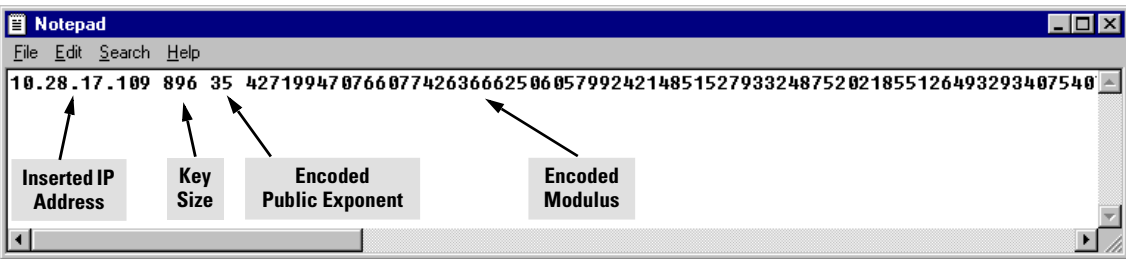 Notepad
File Edit Search Help
10.28.17.109 896 35 427199470766077426366625060579924214851527933248752021855126493293407540
Inserted IP
Address
Key
Size
Encoded
Public Exponent
Encoded
Modulus